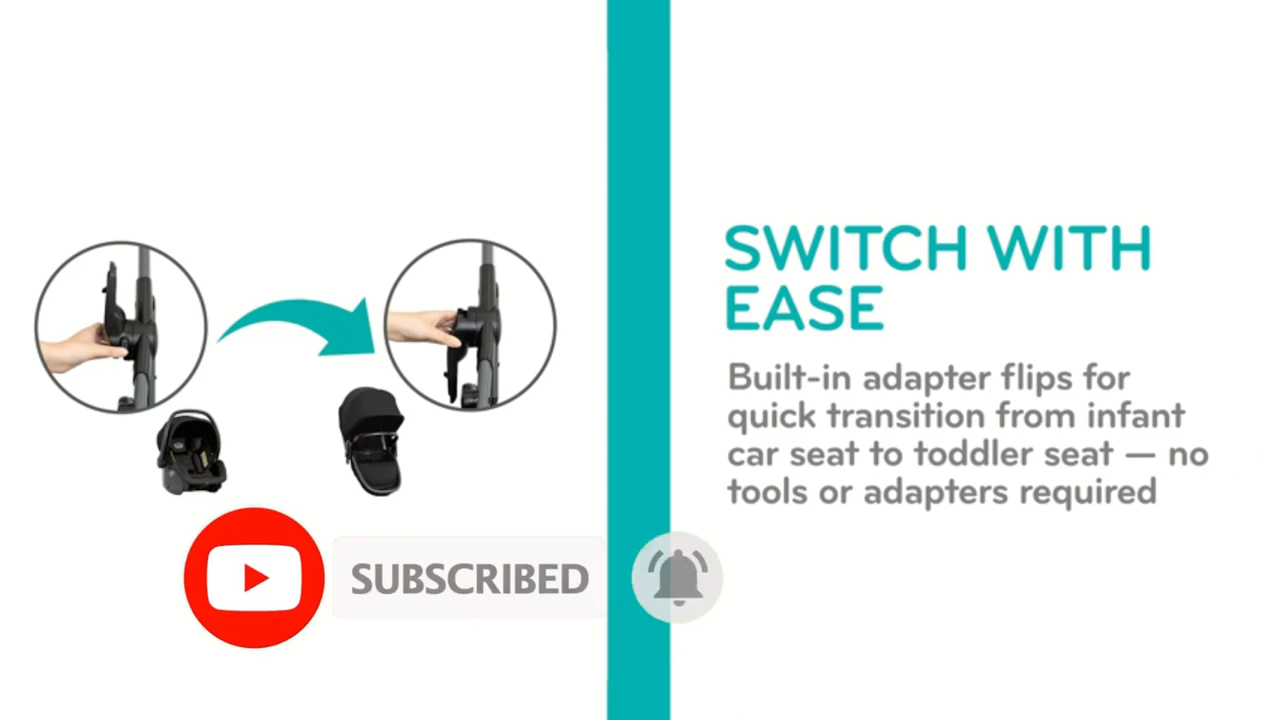 SWITCH WITH
EASE
Built-in adapter flips for
quick transition from infant
car seat to toddler seat — no
tools or adapters required
SUBSCRIBED